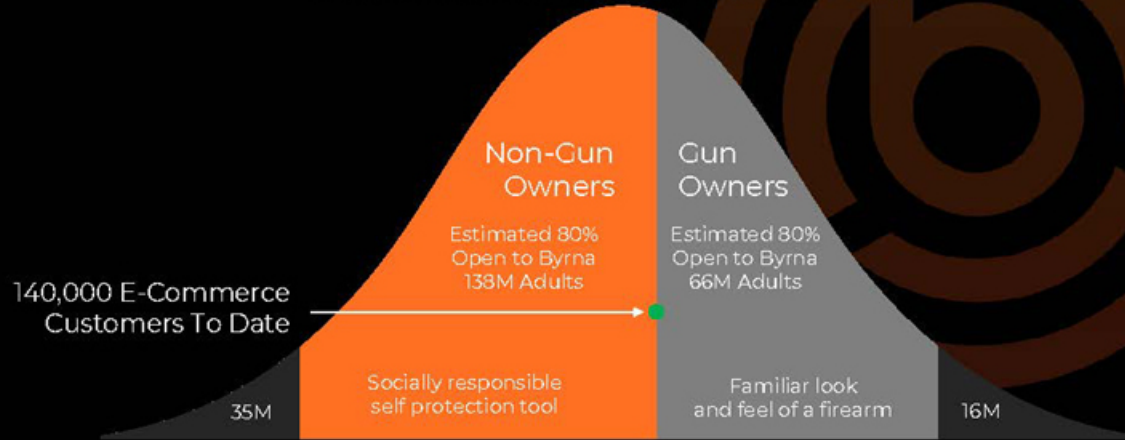 Non-Gun
Owners
Estimated 80%
Open to Byrna
138M Adults
Gun
Owners
Estimated 80%
Open to Byrna
66M Adults
140,000 E-Commerce
Customers To Date
35M
Socially responsible
self protection tool
Familiar look
and feel of a firearm
16M